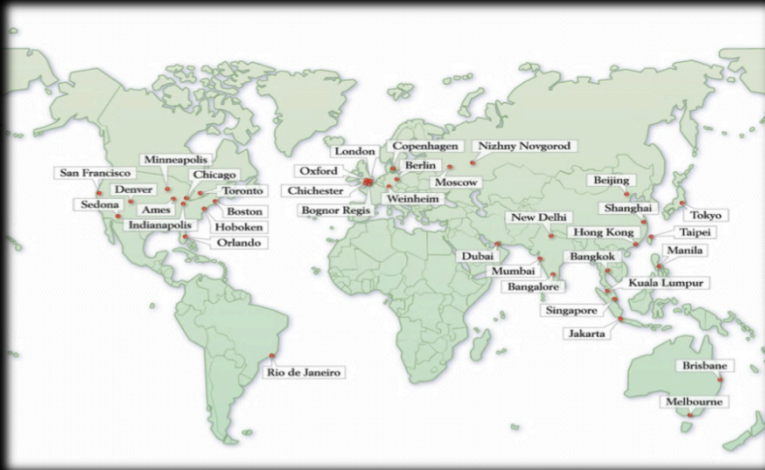 Copenhagen
Nizhny Novgorod
London
Minneapolis
Berlin
San Francisco
Chicago
Oxford
Moscow
Beijing
Denver
Toronto
Chichester
Weinheim
Sedona
Ames
Boston
Bognor Regis
Shanghai
Tokyo
Indianapolis
Hoboken
New Delhi
Hong Kong
Taipei
Orlando
Dubai
Bangkok
Manila
Mumbai
Bangalore
Kuala Lumpur
Singapore
Jakarta
Rio de Janeiro
Brisbane
Melbourne